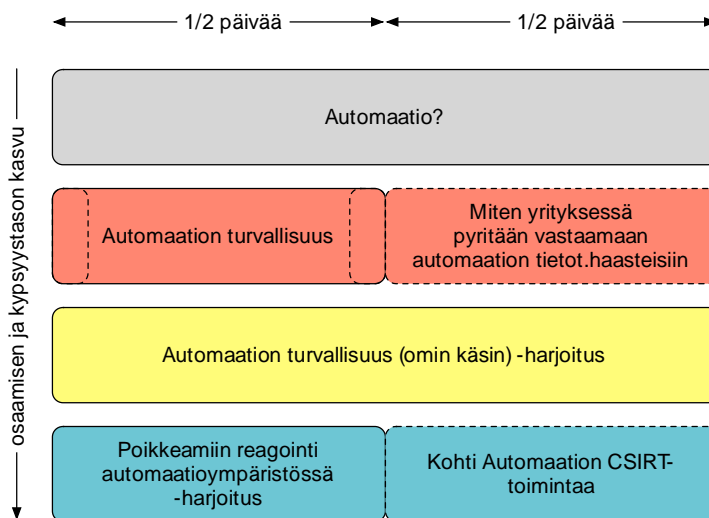 1/2 päivää
1/2 päivää
osaamisen ja kypsyystason kasvu
Automaatio?
Automaation turvallisuus
Miten yrityksessä
pyritään vastaamaan
automaation tietot.haasteisiin
Automaation turvallisuus (omin käsin) -harjoitus
Poikkeamiin reagointi
automaatioympäristössä
-harjoitus
Kohti Automaation CSIRT-
toimintaa